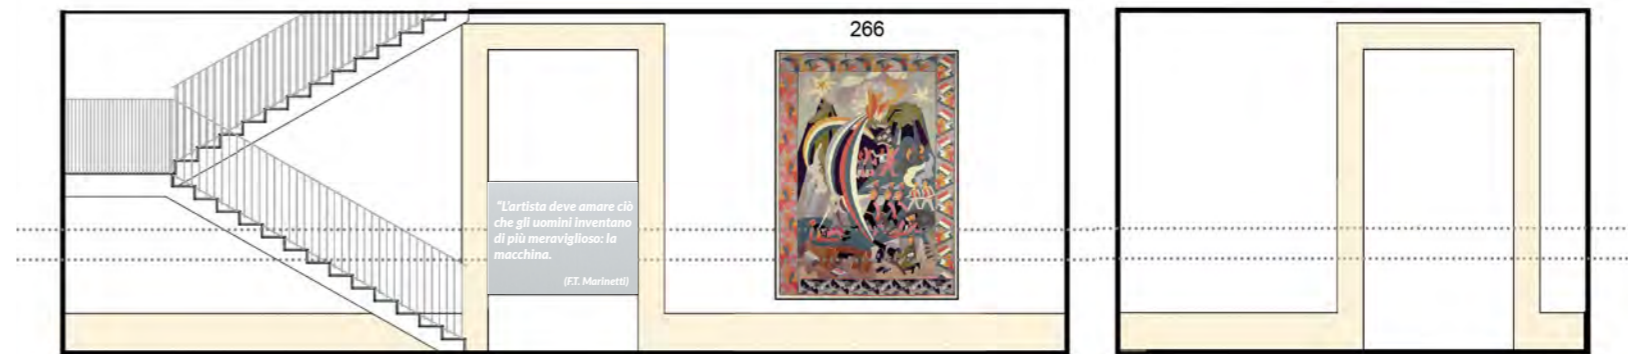 266
“L’artista deve amare ciò
che gli uomini inventano
di più meraviglioso: la
macchina.
(F.T. Marinetti)